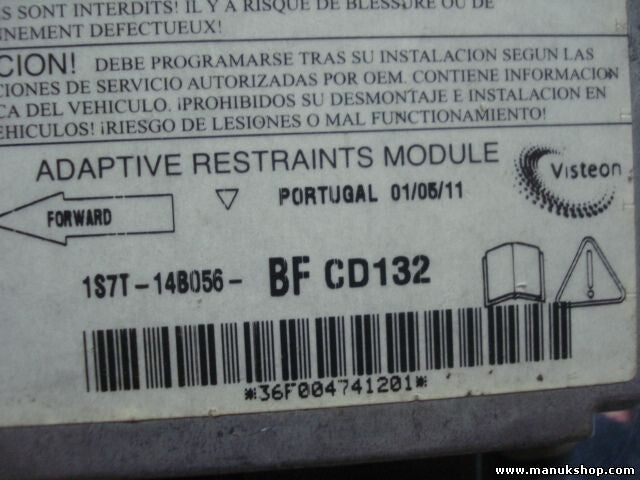 S SONT INTERDITS! IL Y A RISQUE DE BLESSURE OU DE
NNEMENT DEFECTUEUX!
CION! DEBE PROGRAMARSE TRAS SU INSTALACION SEGUN LAS
CIONES DE SERVICIO AUTORIZADAS POR OEM. CONTIENE INFORMACION
CA DEL VEHICULO. ¡PROHIBIDOS SU DESMONTAJE E INSTALACION EN
EHICULOS! ¡RIESGO DE LESIONES O MAL FUNCIONAMIENTO!
ADAPTIVE RESTRAINTS MODULE
Visteon
PORTUGAL 01/05/11
FORWARD
1S7T-14B056- BF CD132
*36F004741201*
www.manukshop.com